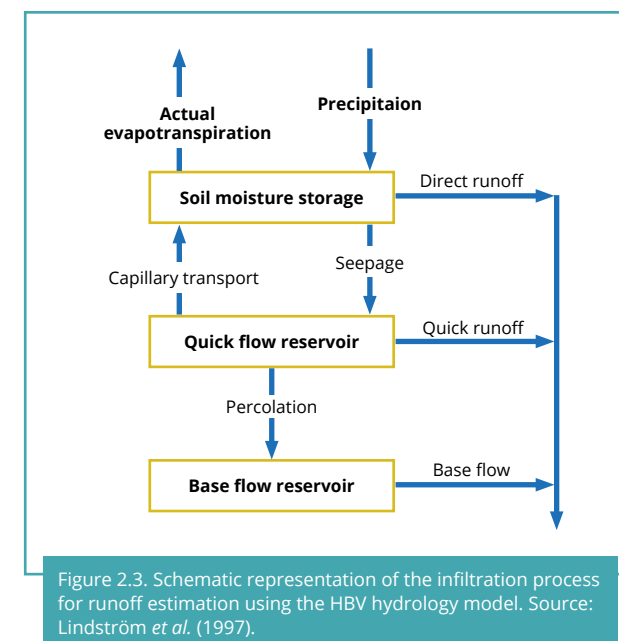 Actual
evapotranspiration
Precipitaion
Soil moisture storage
Direct runoff
Capillary transport
Seepage
Quick flow reservoir
Quick runoff
Percolation
Base flow reservoir
Base flow
Figure 2.3. Schematic representation of the infiltration process
for runoff estimation using the HBV hydrology model. Source:
Lindström et al. (1997).